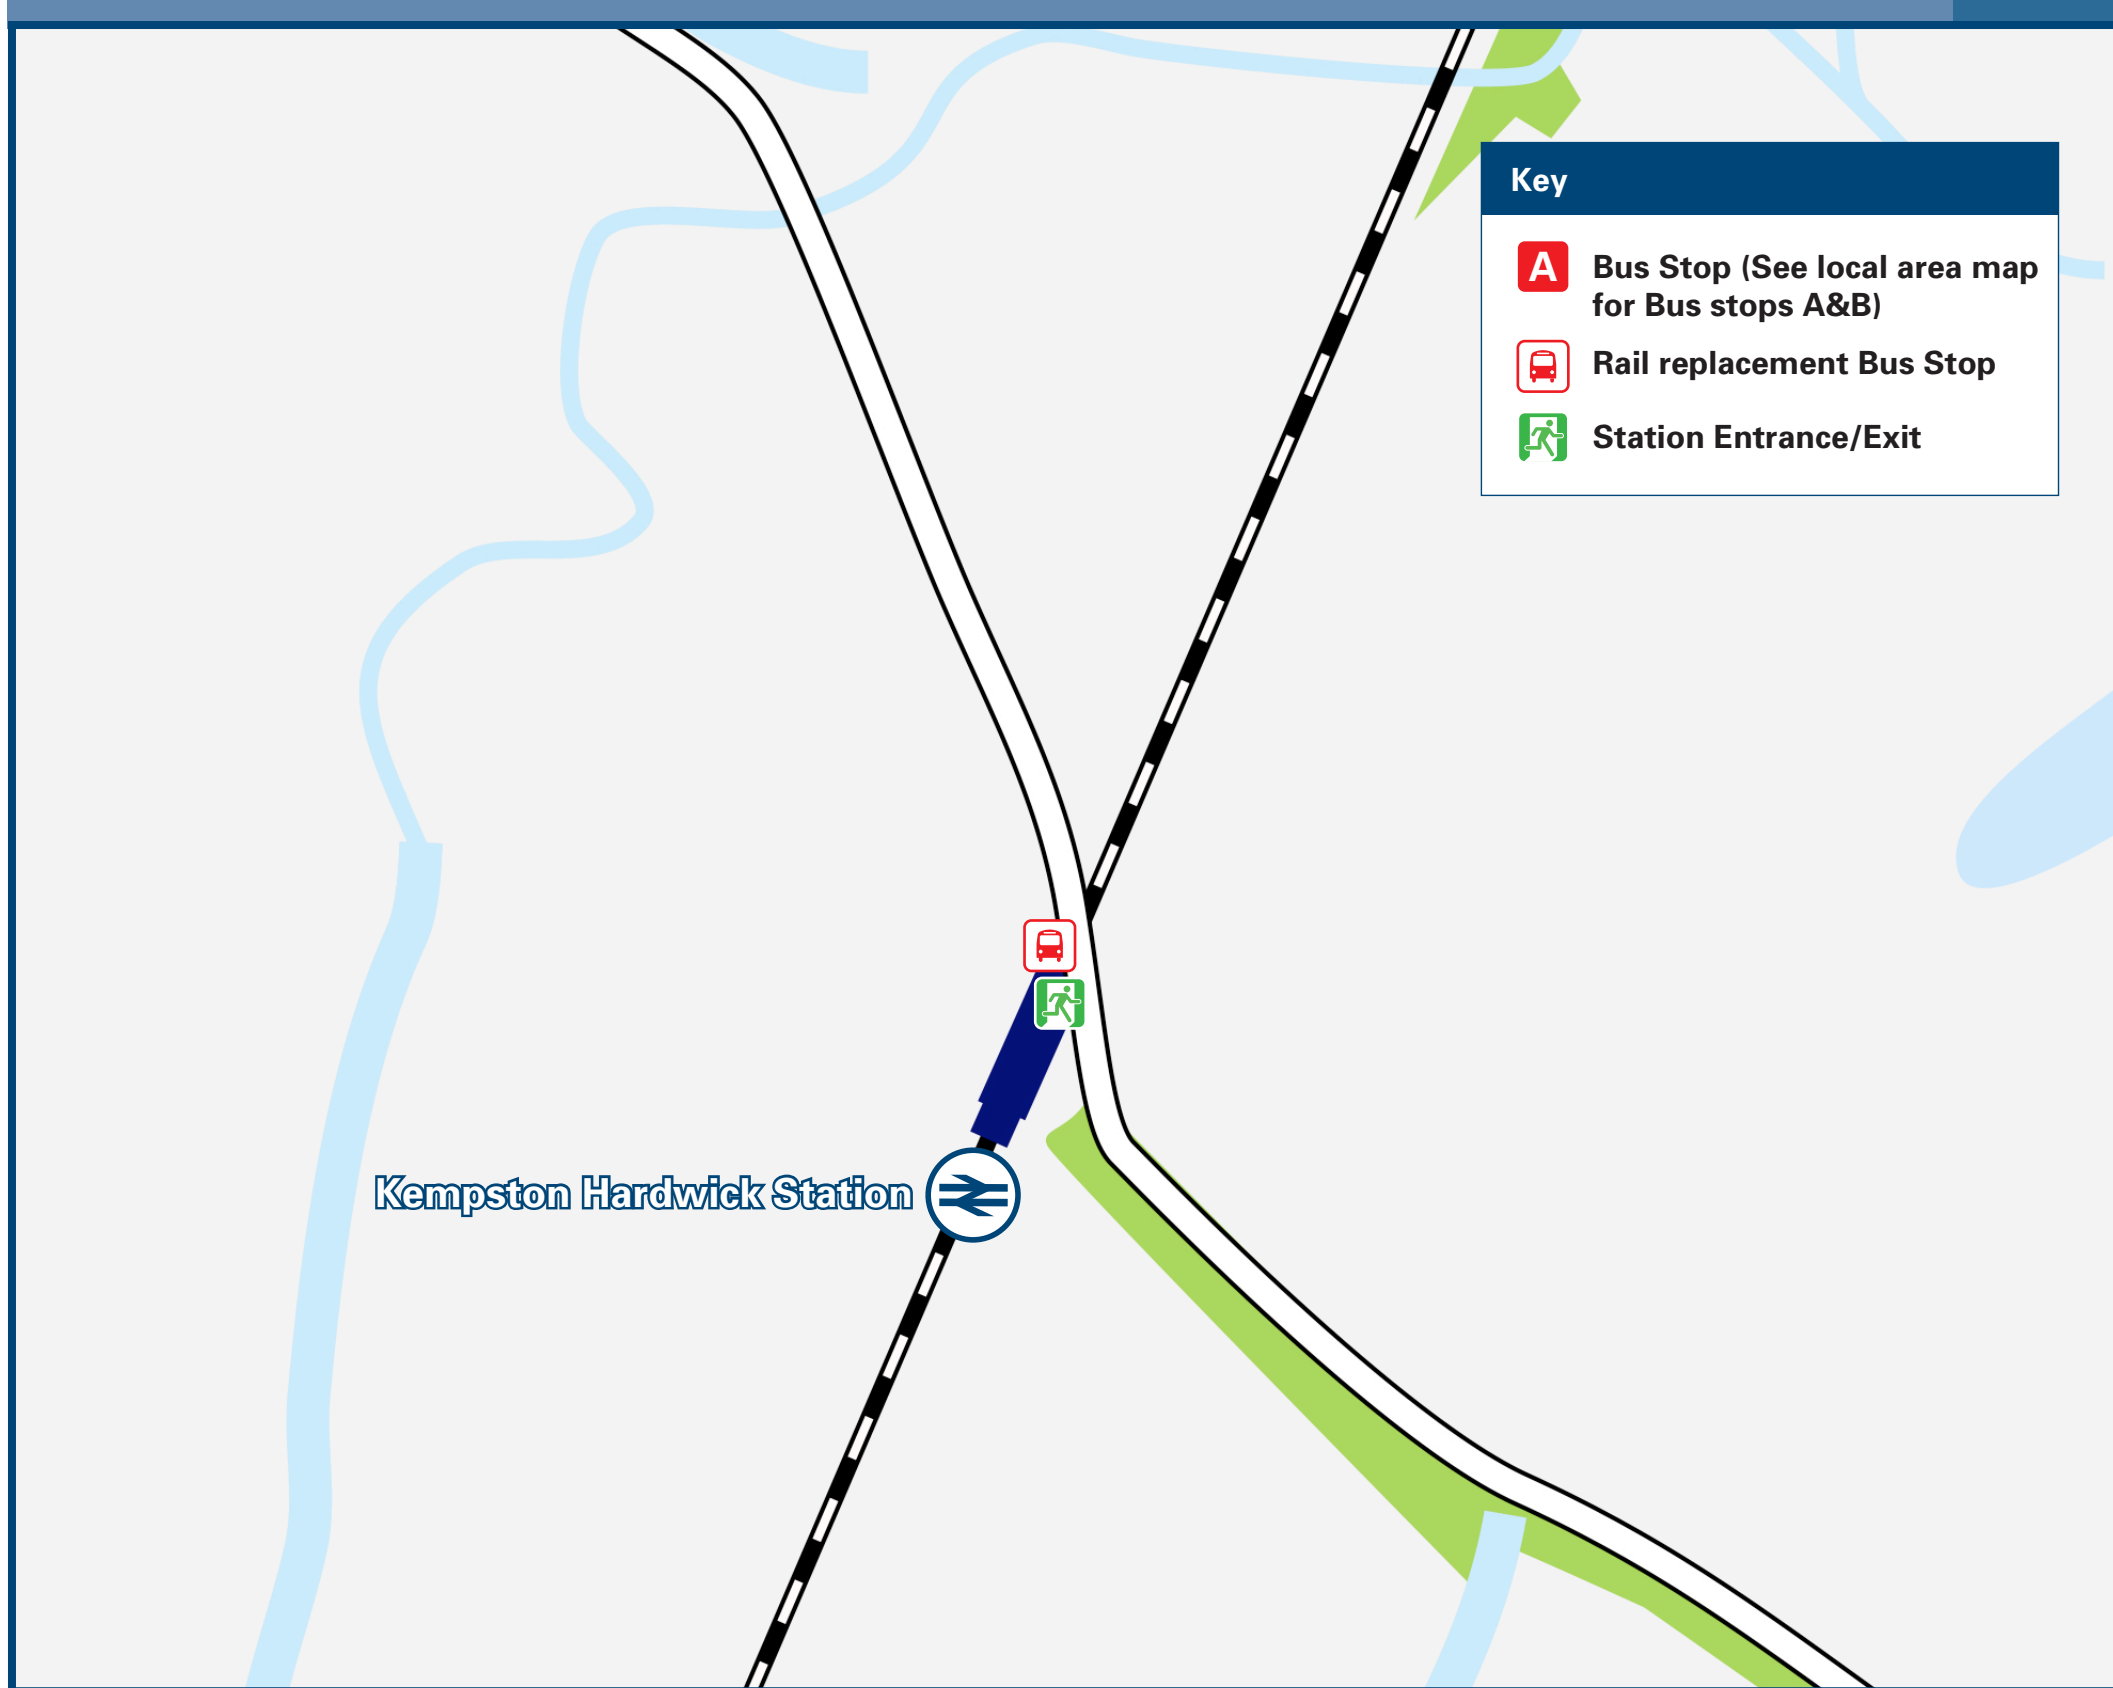 Key
A
Bus Stop (See local area map
for Bus stops A&B)
Rail replacement Bus Stop
Station Entrance/Exit
Kempston Hardwick Station